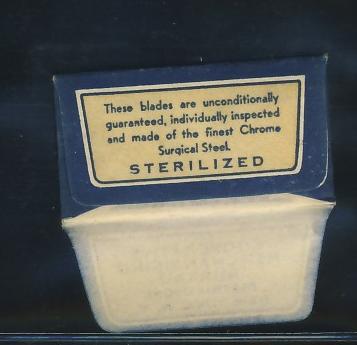 These blades are unconditionally
guaranteed, individually inspected
and made of the finest Chrome
Surgical Steel.
STERILIZED